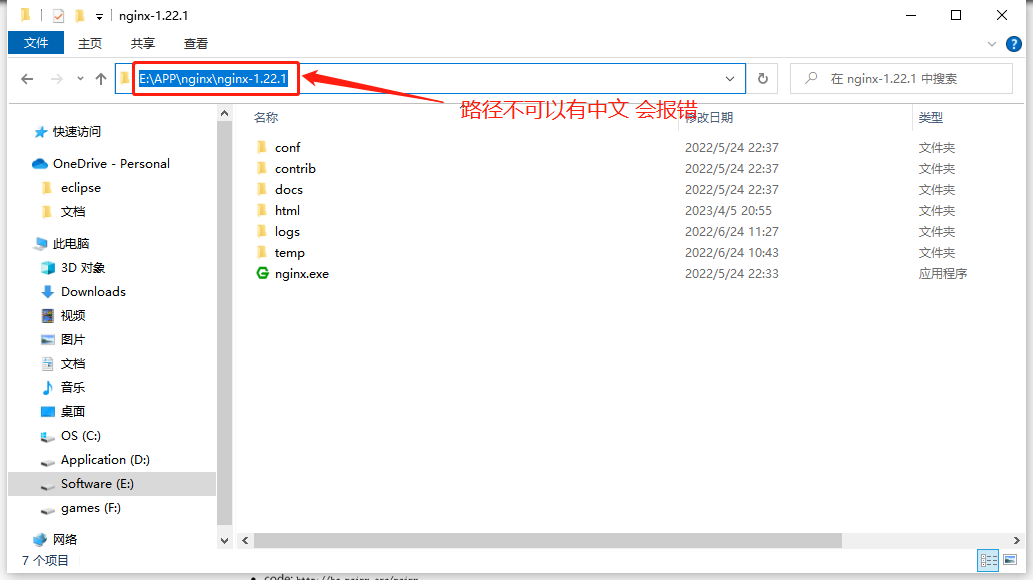 nginx-1.22.1
文件 主页 共享 查看
E:\APP\nginx\nginx-1.22.1
在 nginx-1.22.1 中搜索
路径不可以有中文 会报错
名称 修改日期 类型
快速访问
OneDrive - Personal
eclipse
文档
此电脑
3D 对象
Downloads
视频
图片
文档
音乐
桌面
OS (C:)
Application (D:)
Software (E:)
games (F:)
网络
conf 2022/5/24 22:37 文件夹
contrib 2022/5/24 22:37 文件夹
docs 2022/5/24 22:37 文件夹
html 2023/4/5 20:55 文件夹
logs 2022/6/24 11:27 文件夹
temp 2022/6/24 10:43 文件夹
nginx.exe 2022/5/24 22:33 应用程序
7 个项目